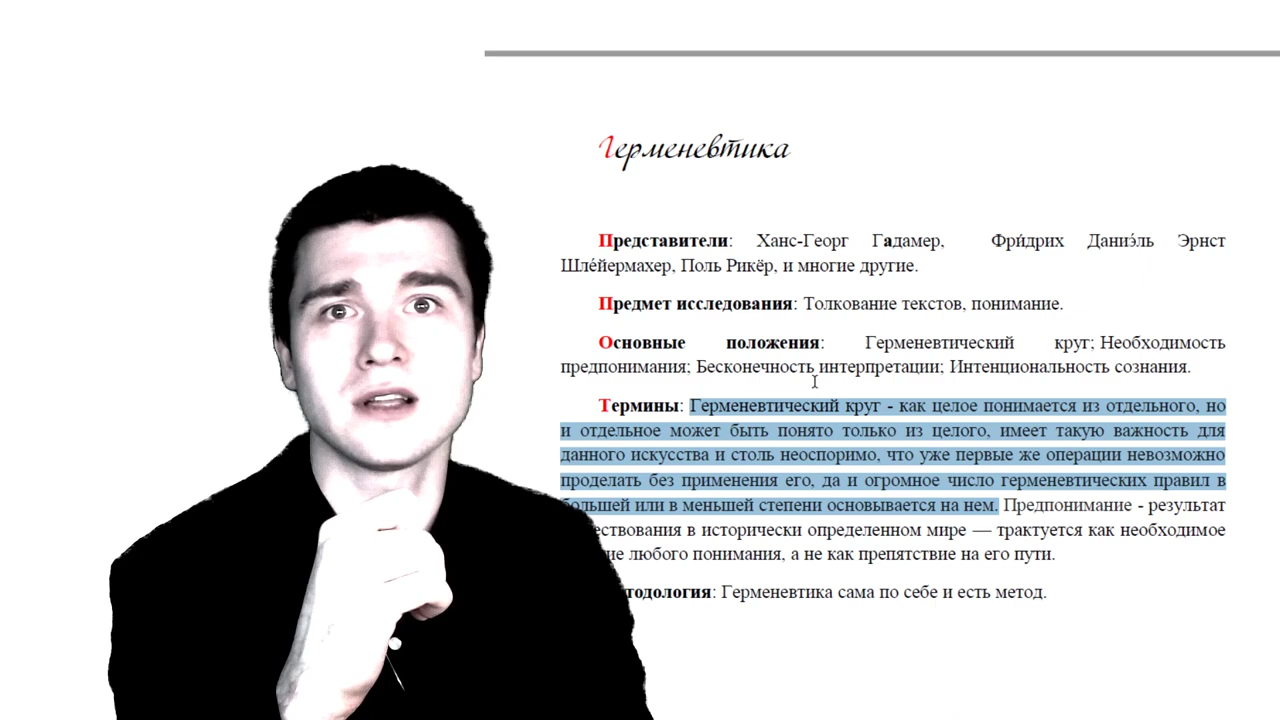 Герменевтика
Представители: Ханс-Георг Гадамер, Фри́дрих Дание́ль Эрнст
Шле́йермахер, Поль Рикёр, и многие другие.
Предмет исследования: Толкование текстов, понимание.
Основные положения: Герменевтический круг; Необходимость
предпонимания; Бесконечность интерпретации; Интенциональность сознания.
Термины: Герменевтический круг - как целое понимается из отдельного, но
и отдельное может быть понято только из целого, имеет такую важность для
данного искусства и столь неоспоримо, что уже первые же операции невозможно
проделать без применения его, да и огромное число герменевтических правил в
большей или в меньшей степени основывается на нем. Предпонимание - результат
в исторически определенном мире — трактуется как необходимое
любого понимания, а не как препятствие на его пути.
Герменевтика сама по себе и есть метод.